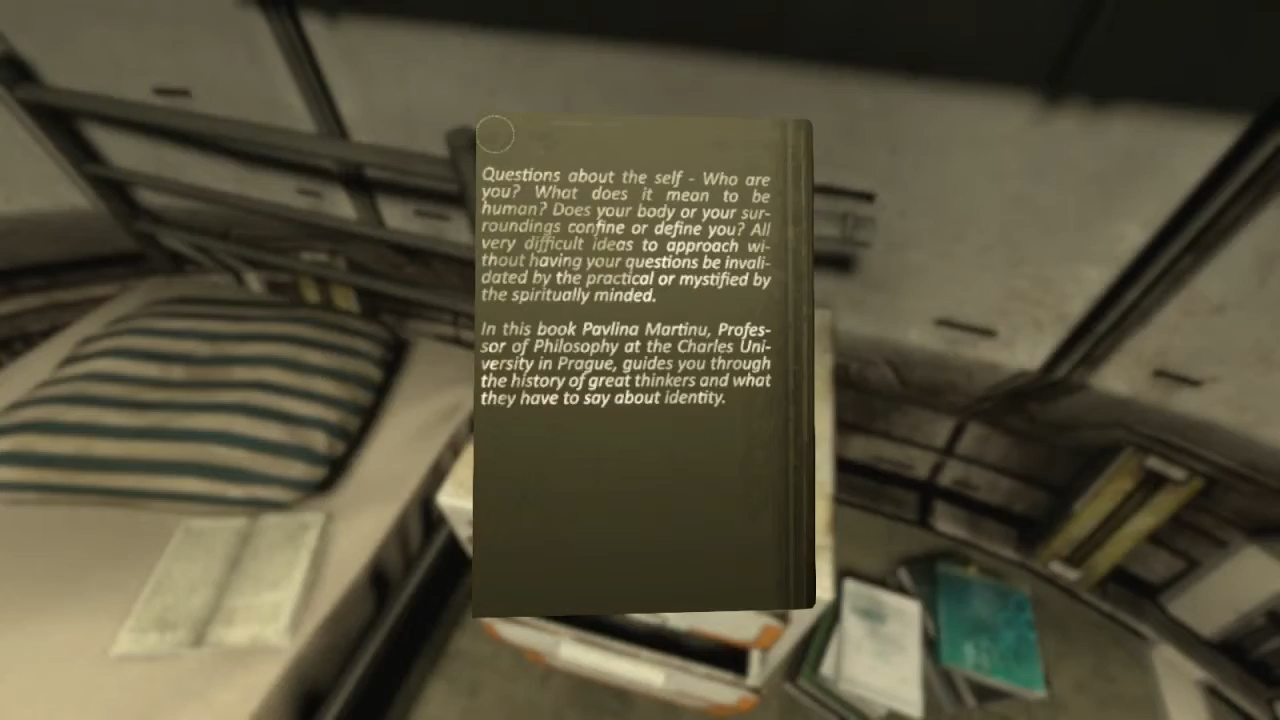 Questions about the self - Who are
you? What does it mean to be
human? Does your body or your sur-
roundings confine or define you? All
very difficult ideas to approach wi-
thout having your questions be invali-
dated by the practical or mystified by
the spiritually minded.
In this book Pavlina Martinu, Profes-
sor of Philosophy at the Charles Uni-
versity in Prague, guides you through
the history of great thinkers and what
they have to say about identity.